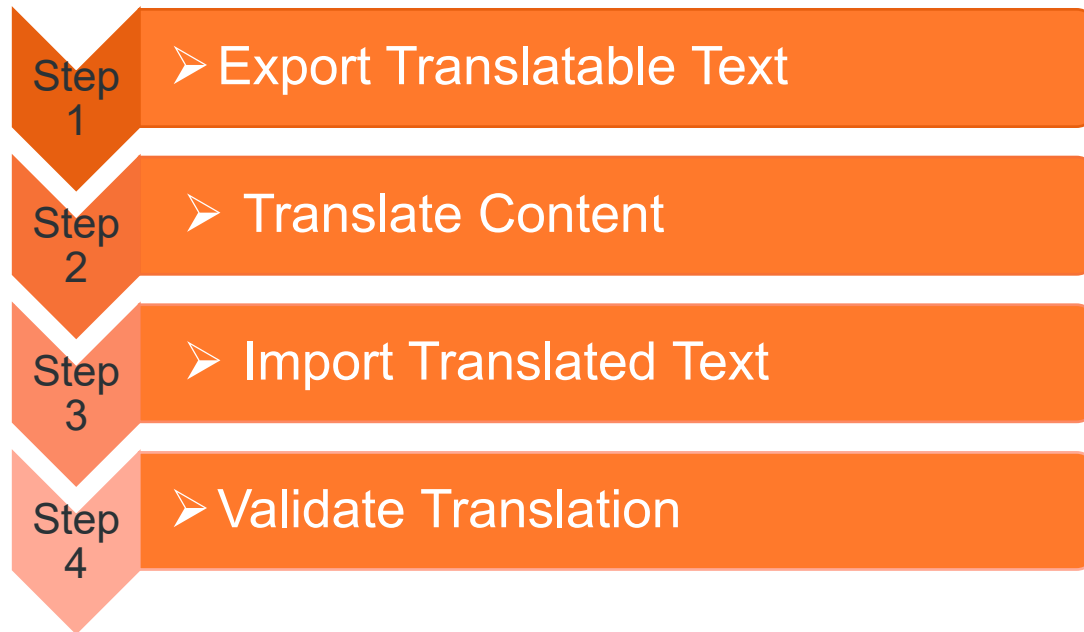 Step
1
➢ Export Translatable Text
Step
2
➢ Translate Content
Step
3
➢ Import Translated Text
Step
4
➢ Validate Translation